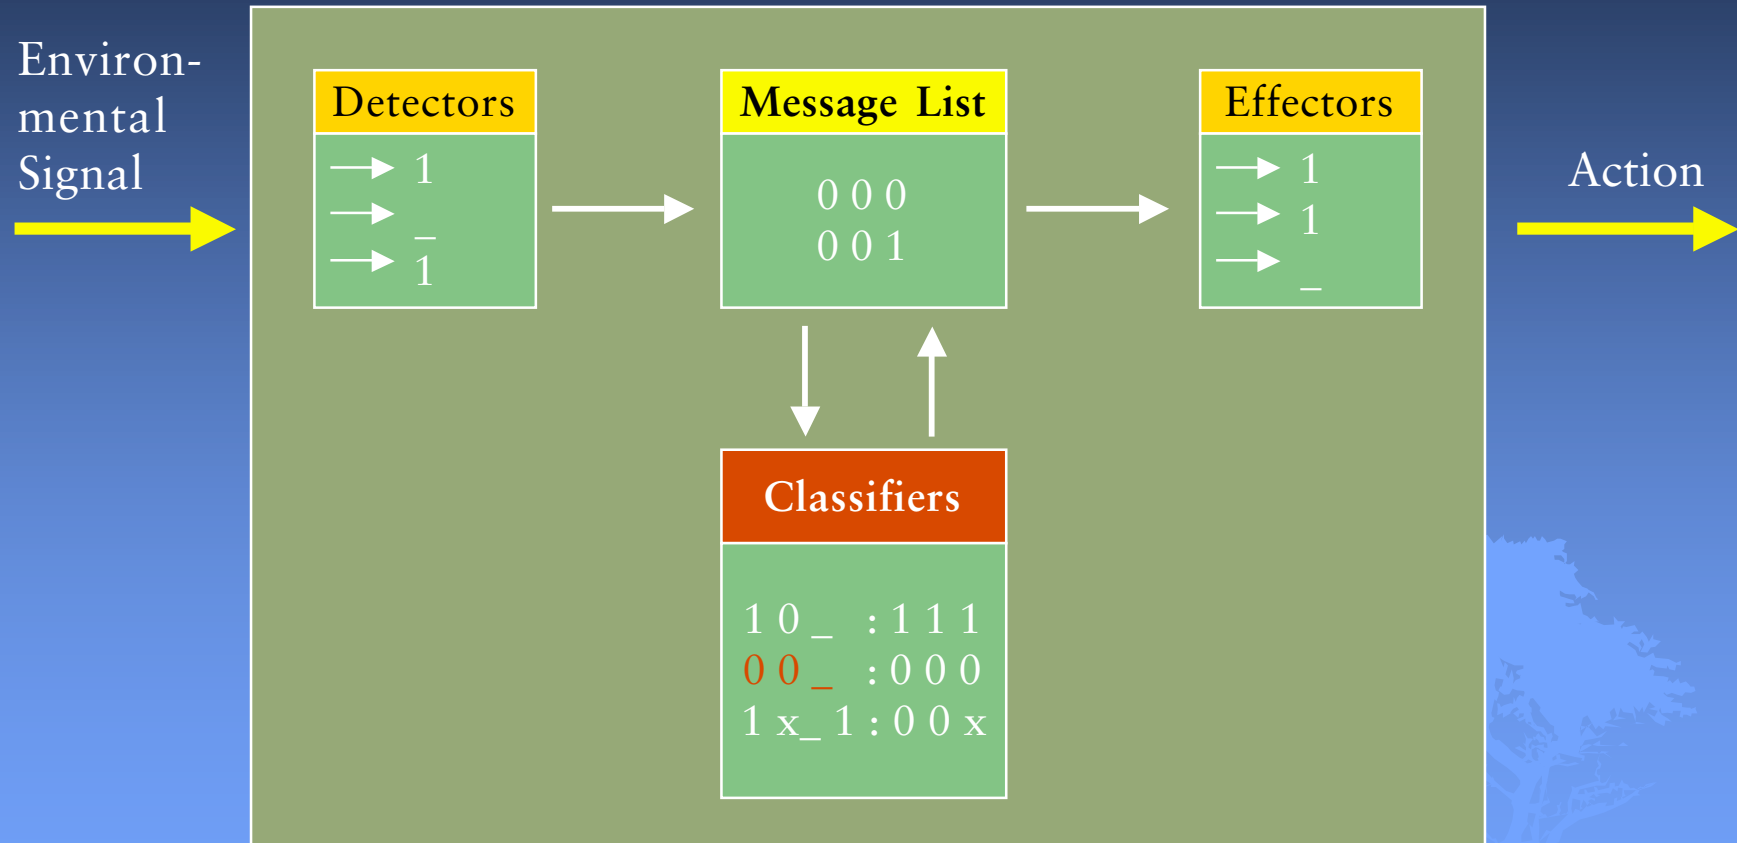 Environ-
mental
Signal
Detectors
1
_
1
Message List
0 0 0
0 0 1
Effectors
1
1
_
Action
Classifiers
1 0 _ : 1 1 1
0 0 _ : 0 0 0
1 x_ 1 : 0 0 x